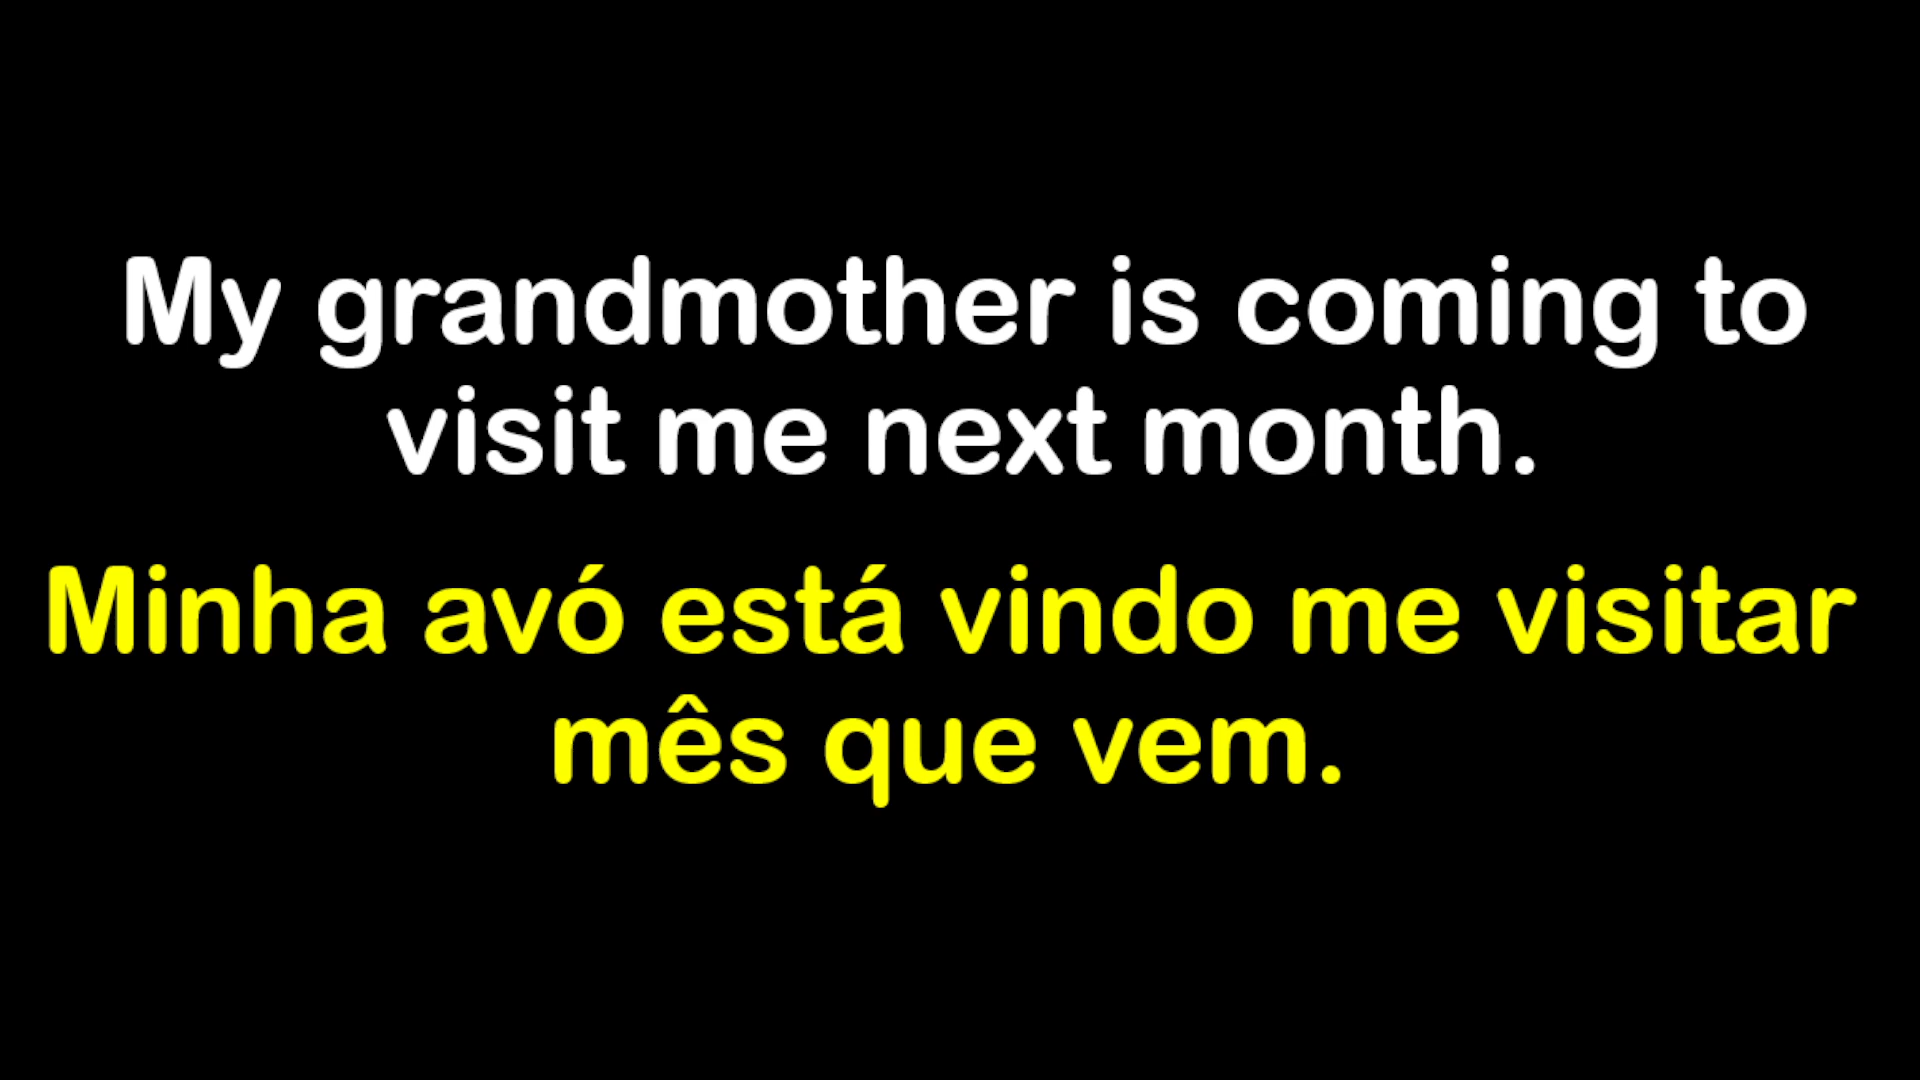 My grandmother is coming to
visit me next month.
Minha avó está vindo me visitar
mês que vem.